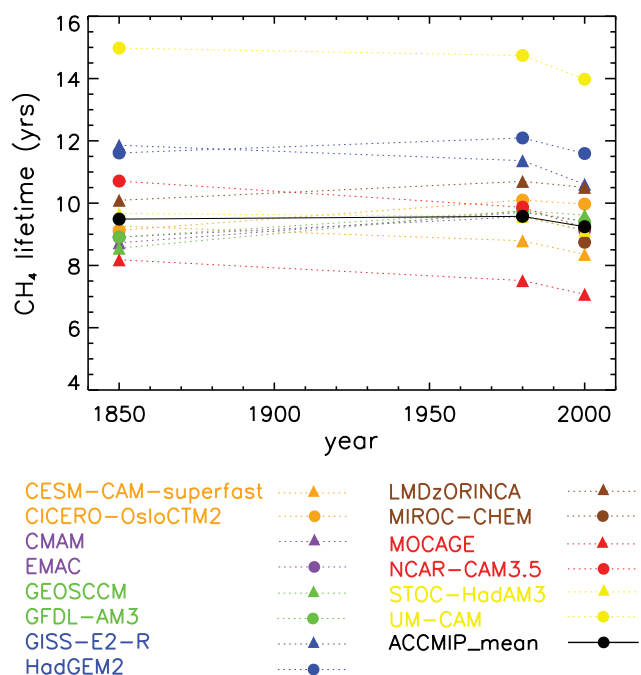 16
14
12
10
8
6
4
CH₄ lifetime (yrs)
1850 1900 1950 2000
year
CESM-CAM-superfast
CICERO-OsloCTM2
CMAM
EMAC
GEOSCCM
GFDL-AM3
GISS-E2-R
HadGEM2
LMDzORINCA
MIROC-CHEM
MOCAGE
NCAR-CAM3.5
STOC-HadAM3
UM-CAM
ACCMIP_mean